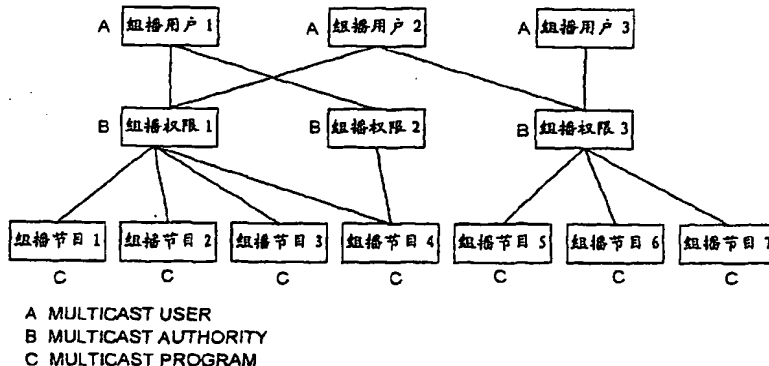 A 组播用户 1 A 组播用户 2 A 组播用户 3
B 组播权限 1 B 组播权限 2 B 组播权限 3
组播节目 1 组播节目 2 组播节目 3 组播节目 4 组播节目 5 组播节目 6 组播节目 7
C C C C C C C
A MULTICAST USER
B MULTICAST AUTHORITY
C MULTICAST PROGRAM